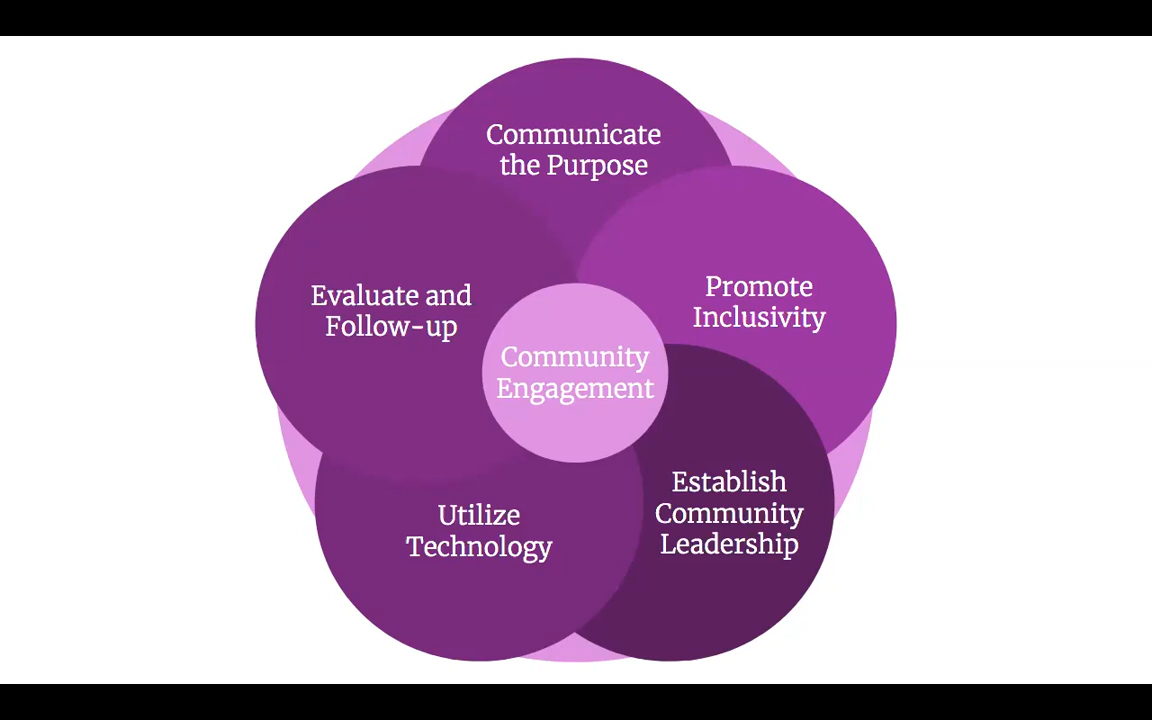 Communicate
the Purpose
Promote
Inclusivity
Establish
Community
Leadership
Utilize
Technology
Evaluate and
Follow-up
Community
Engagement